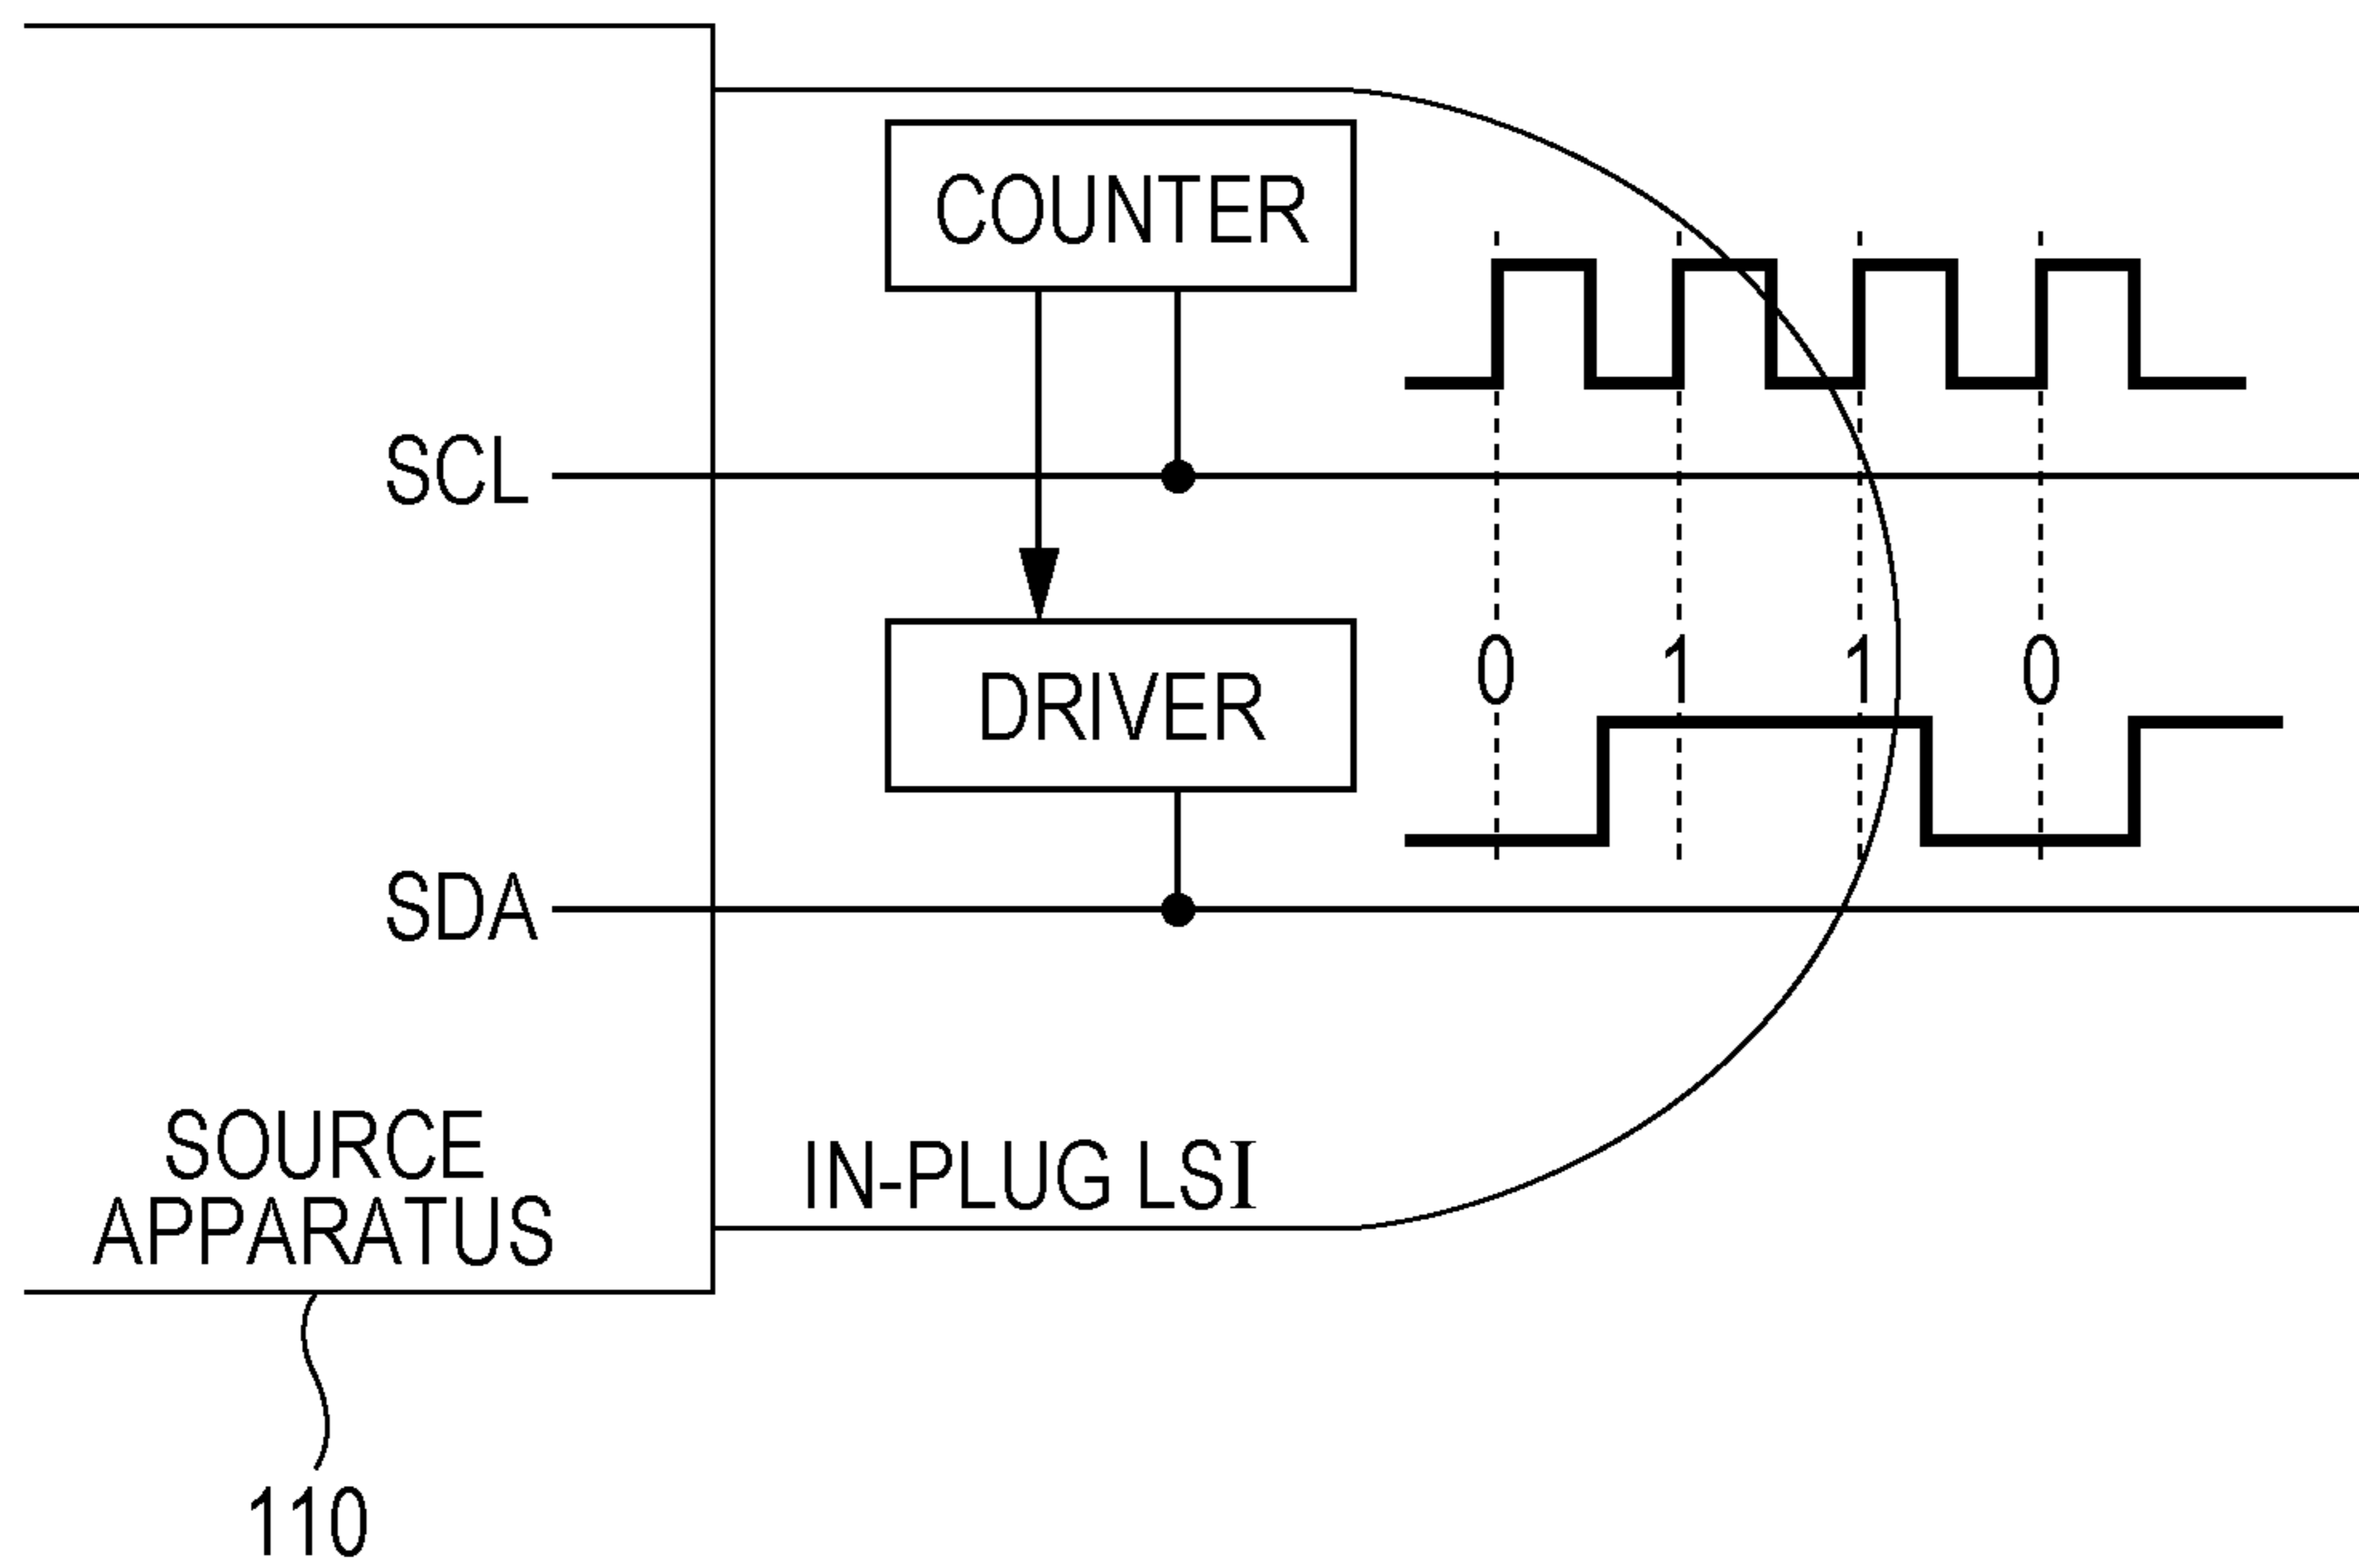 COUNTER
SCL
DRIVER
0 1 1 0
SDA
SOURCE
APPARATUS
IN-PLUG LSI
110